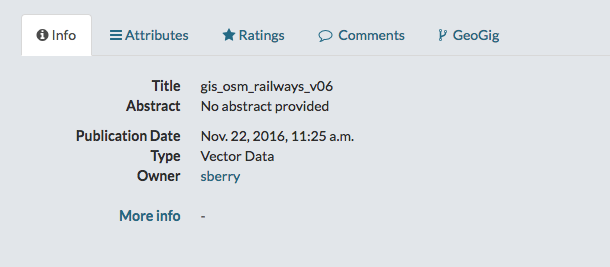 Info Attributes Ratings Comments GeoGig
Title gis_osm_railways_v06
Abstract No abstract provided
Publication Date Nov. 22, 2016, 11:25 a.m.
Type Vector Data
Owner sberry
More info -